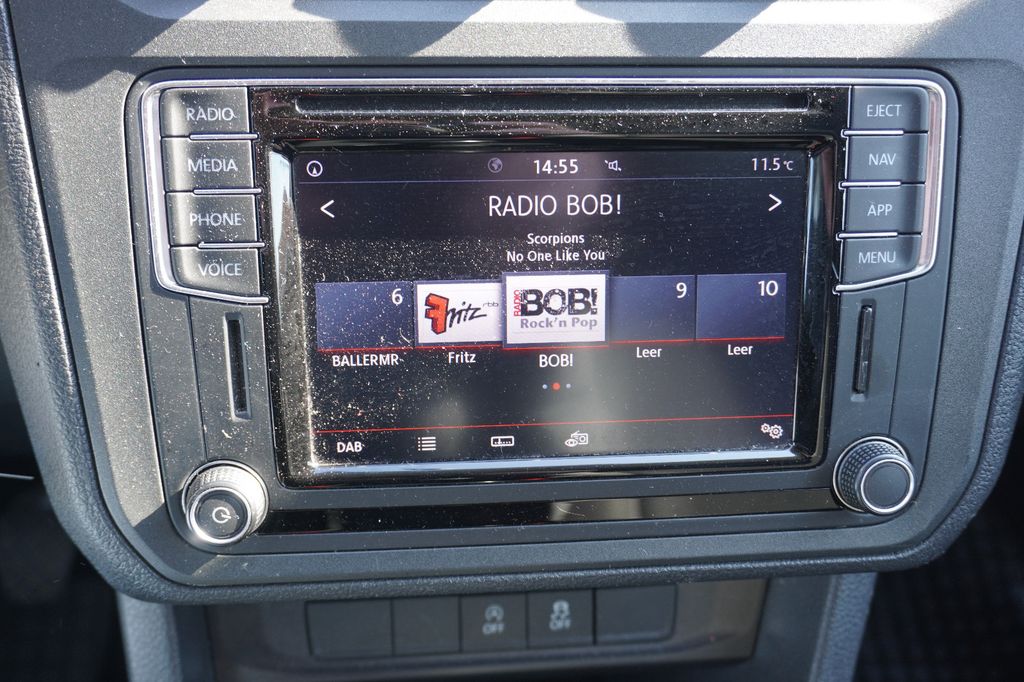 RADIO
MEDIA
PHONE
VOICE
EJECT
NAV
APP
MENU
14:55
11.5 °C
< RADIO BOB! >
Scorpions
No One Like You
6
Fritz rbb
RADIO BOB!
Rock'n Pop
9
10
BALLERMR
Fritz
BOB!
Leer
Leer
DAB
OFF
OFF